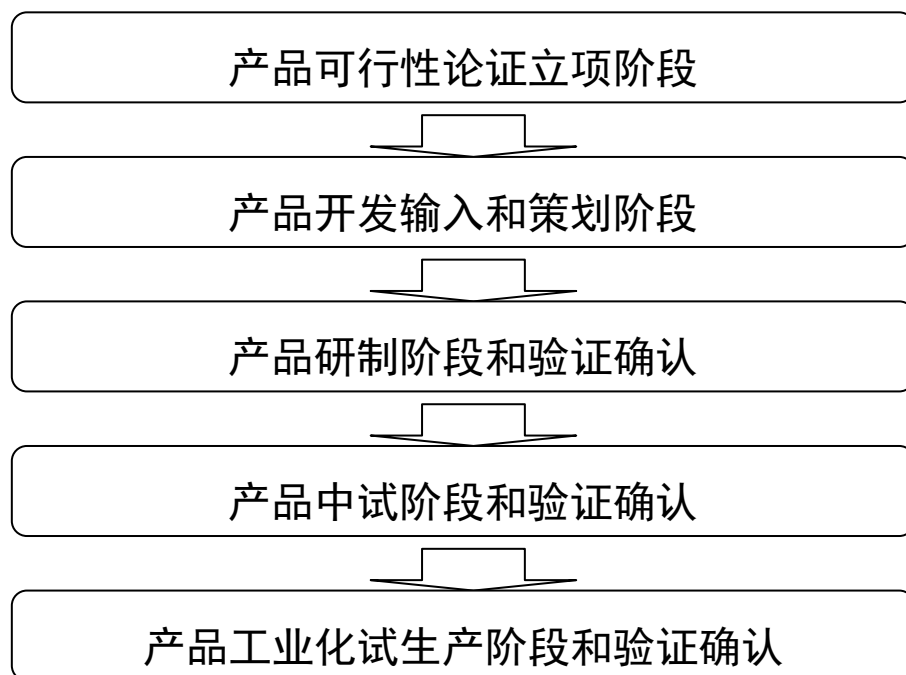 产品可行性论证立项阶段
产品开发输入和策划阶段
产品研制阶段和验证确认
产品中试阶段和验证确认
产品工业化试生产阶段和验证确认